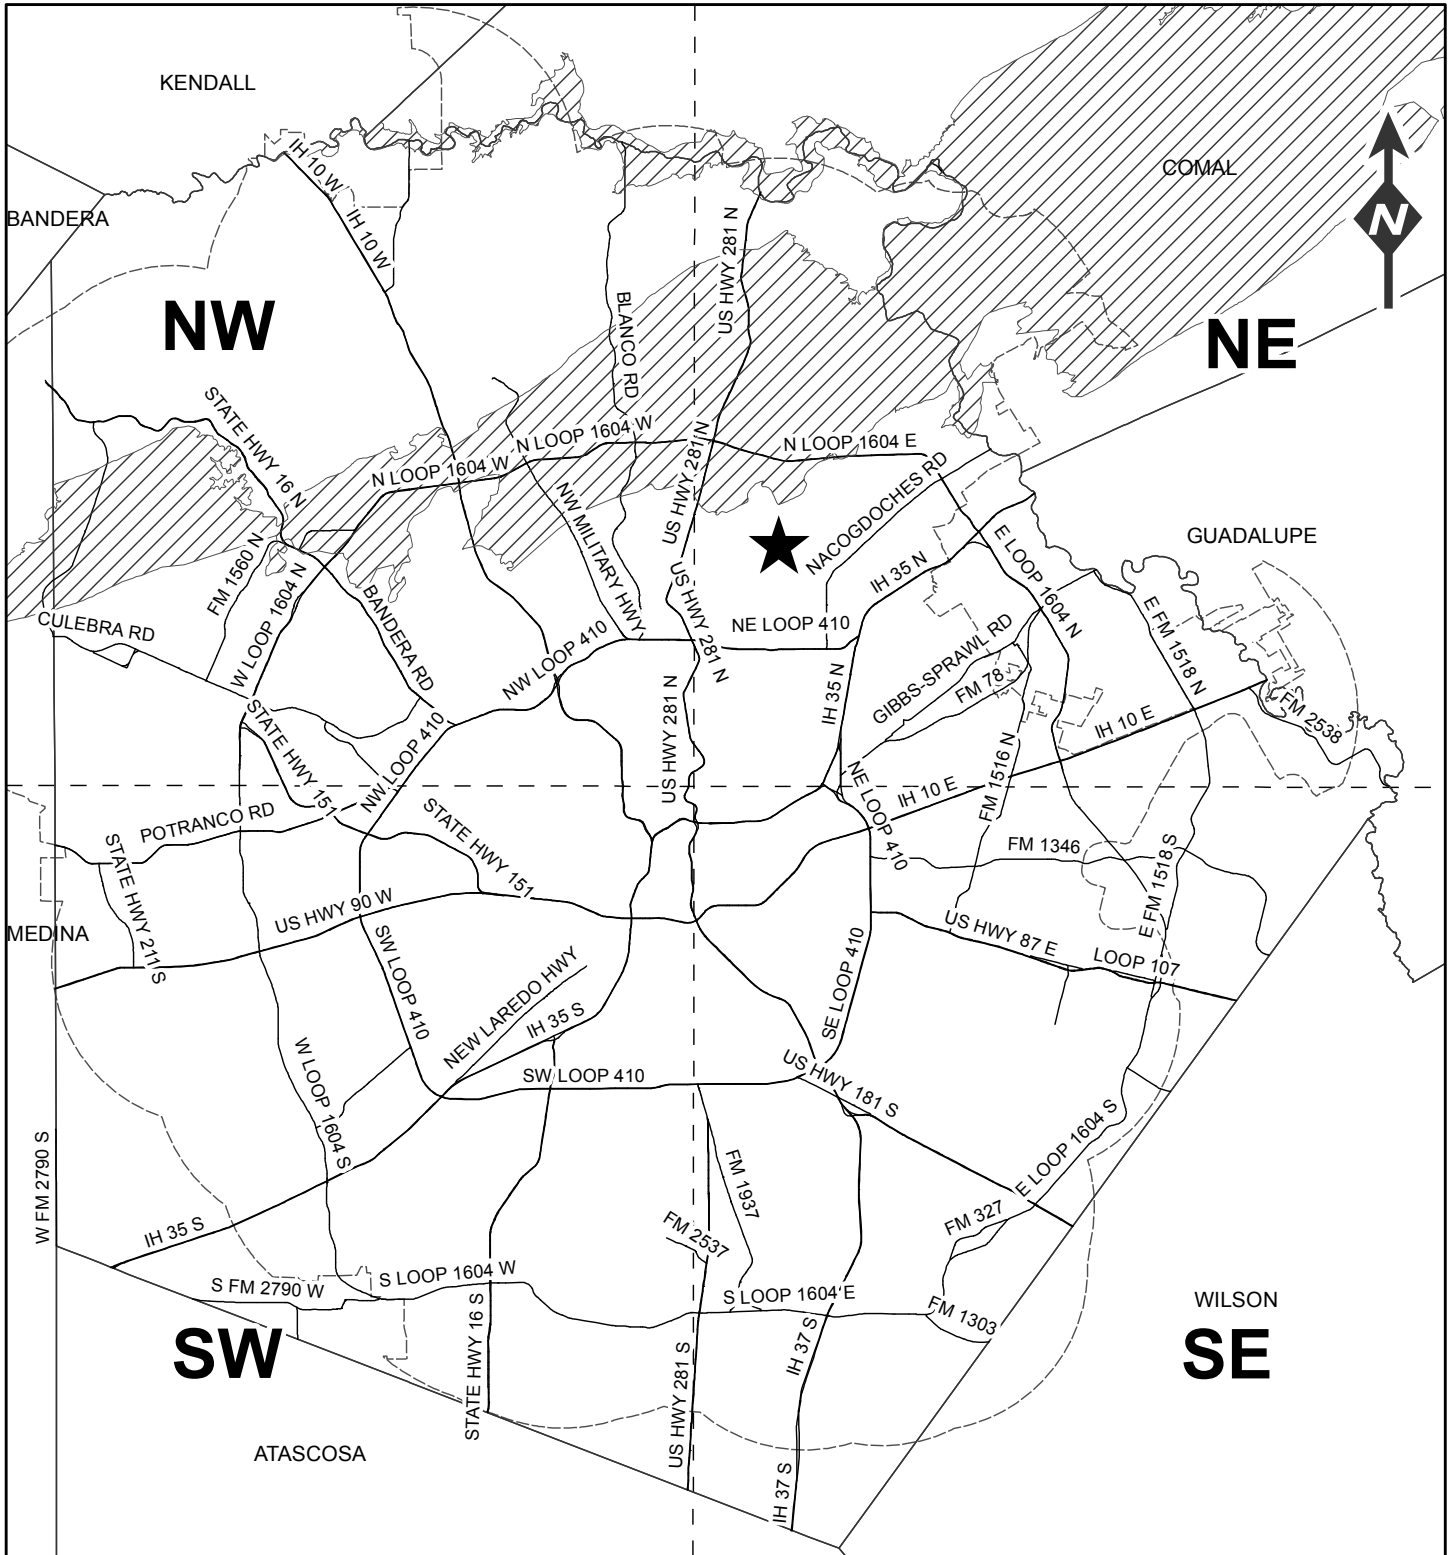 KENDALL
COMAL
BANDERA
N
IH 10 W
IH 10 W
US HWY 281 N
BLANCO RD
NW
NE
STATE HWY 16 N
N LOOP 1604 W
N LOOP 1604 W
US HWY 281 N
N LOOP 1604 E
NACOGDOCHES RD
NW MILITARY HWY
US HWY 281 N
GUADALUPE
FM 1560 N
W LOOP 1604 N
BANDERA RD
US HWY 281 N
IH 35 N
E LOOP 1604 N
E FM 1518 N
CULEBRA RD
NW LOOP 410
NE LOOP 410
GIBBS-SPRAWL RD
FM 78
STATE HWY 151
NW LOOP 410
US HWY 281 N
IH 35 N
IH 10 E
FM 2538
POTRANCO RD
STATE HWY 151
NE LOOP 410
IH 10 E
FM 1516 N
FM 1346
STATE HWY 211 S
US HWY 90 W
E FM 1518 S
MEDINA
US HWY 87 E
LOOP 107
SW LOOP 410
NEW LAREDO HWY
IH 35 S
SE LOOP 410
W LOOP 1604 S
SW LOOP 410
US HWY 181 S
W FM 2790 S
FM 1937
E LOOP 1604 S
IH 35 S
FM 2537
FM 327
S FM 2790 W
S LOOP 1604 W
S LOOP 1604 E
FM 1303
WILSON
SW
SE
STATE HWY 16 S
US HWY 281 S
IH 37 S
ATASCOSA
IH 37 S